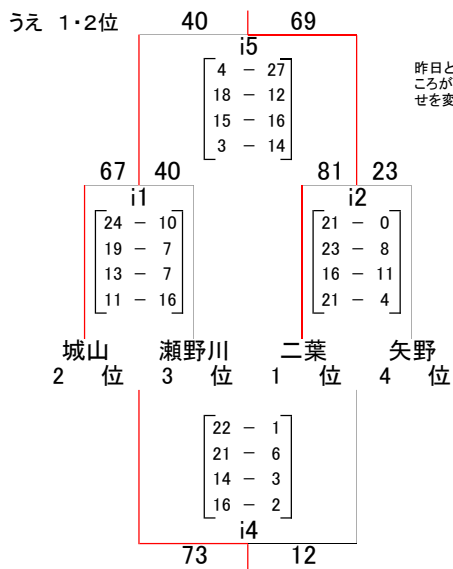 うえ 1・2位
40 69
i5
4 － 27
18 － 12
15 － 16
3 － 14
昨日と
ころが
せを変
67 40
i1
24 － 10
19 － 7
13 － 7
11 － 16
81 23
i2
21 － 0
23 － 8
16 － 11
21 － 4
城山 瀬野川 二葉 矢野
2 位 3 位 1 位 4 位
22 － 1
21 － 6
14 － 3
16 － 2
i4
73 12